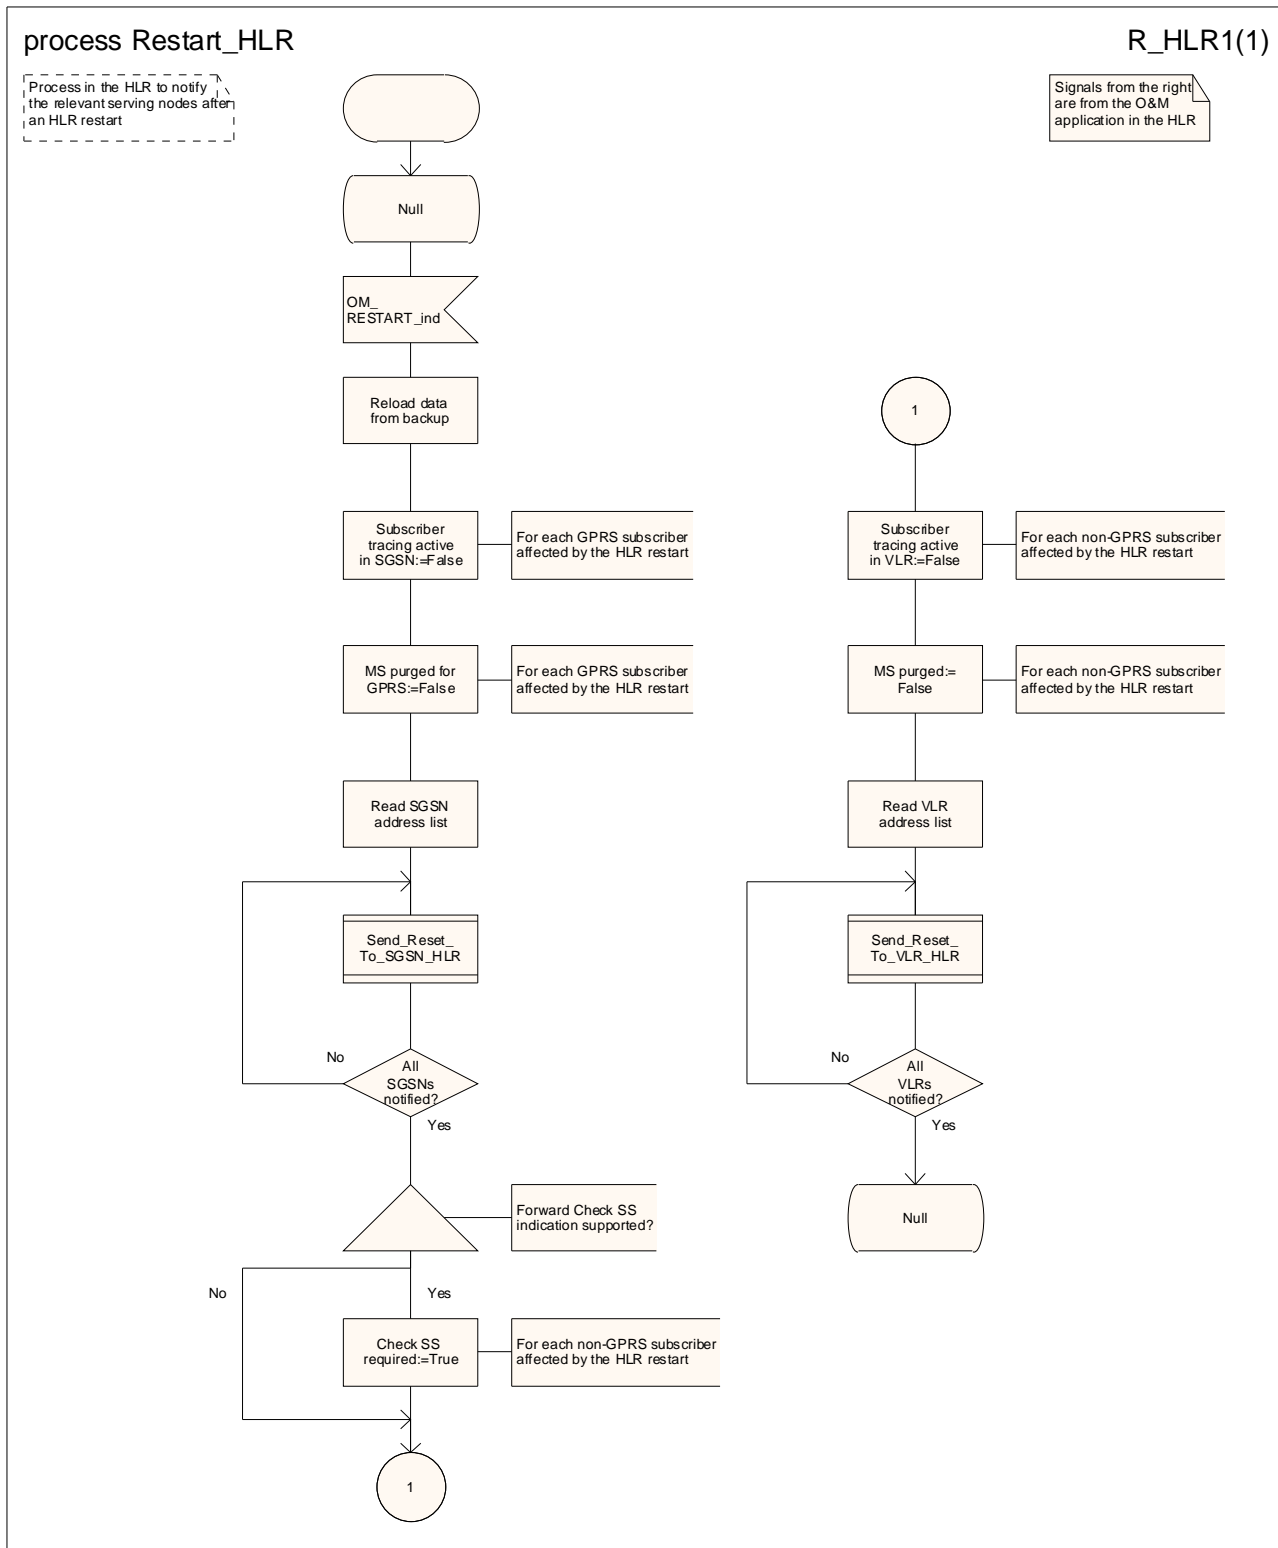 process Restart_HLR
R_HLR1(1)
Process in the HLR to notify
the relevant serving nodes after
an HLR restart
Signals from the right
are from the O&M
application in the HLR
Null
OM_
RESTART_ind
Reload data
from backup
Subscriber
tracing active
in SGSN:=False
For each GPRS subscriber
affected by the HLR restart
MS purged for
GPRS:=False
For each GPRS subscriber
affected by the HLR restart
Read SGSN
address list
Send_Reset_
To_SGSN_HLR
No
All
SGSNs
notified?
Yes
Forward Check SS
indication supported?
No
Yes
Check SS
required:=True
For each non-GPRS subscriber
affected by the HLR restart
1
1
Subscriber
tracing active
in VLR:=False
For each non-GPRS subscriber
affected by the HLR restart
MS purged:=
False
For each non-GPRS subscriber
affected by the HLR restart
Read VLR
address list
Send_Reset_
To_VLR_HLR
No
All
VLRs
notified?
Yes
Null